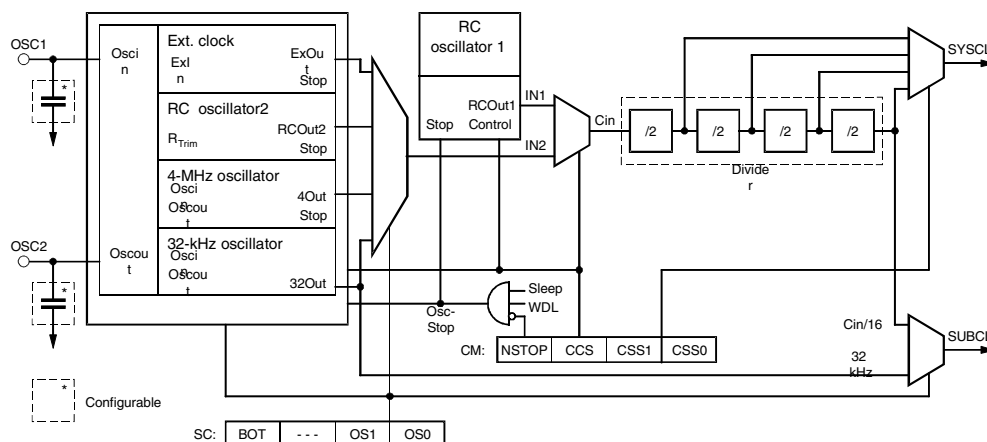 OSC1
Osci
n
Ext. clock
ExI
n
ExOu
t
Stop
RC oscillator2
RTrim
RCOut2
Stop
4-MHz oscillator
Osci
n
Oscou
t
4Out
Stop
32-kHz oscillator
Osci
n
Oscou
t
32Out
OSC2
Oscou
t
*
*
*
Configurable
RC
oscillator 1
RCOut1
Stop
Control
IN1
IN2
Cin
/2
/2
/2
/2
Divide
r
SYSCL
Sleep
WDL
Osc-
Stop
CM:
NSTOP
CCS
CSS1
CSS0
Cin/16
32
kHz
SUBCL
SC:
BOT
- - -
OS1
OS0